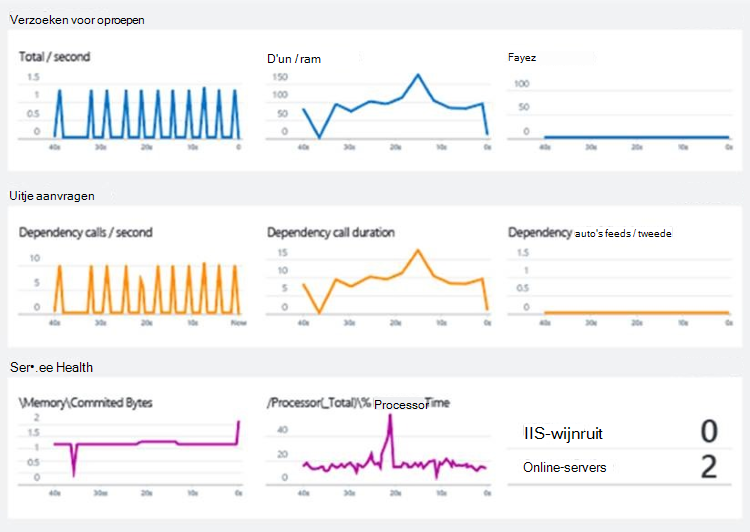 Verzoeken voor oproepen
Total / second
D'un / ram
Fayez
1.5
1
0.5
0
150
100
50
0
100
50
0
40s 30s 20s 10s 0
40s 30s 20s 10s 0s
40s 30s 20s 10s 0s
Uitje aanvragen
Dependency calls / second
Dependency call duration
Dependency auto's feeds / tweede
10
5
0
15
10
5
0
1.5
1
0.5
0
40s 30s 20s 10s Now
40s 30s 20s 10s 0s
40s 30s 20s 10s 0s
Ser•.ee Health
\Memory\Commited Bytes
/Processor(_Total)\% Processor Time
2
1.5
1
0.5
0
40
20
0
IIS-wijnruit 0
Online-servers 2
40s 30s 20s 10s 0s
40s 30s 20s 10s 0s